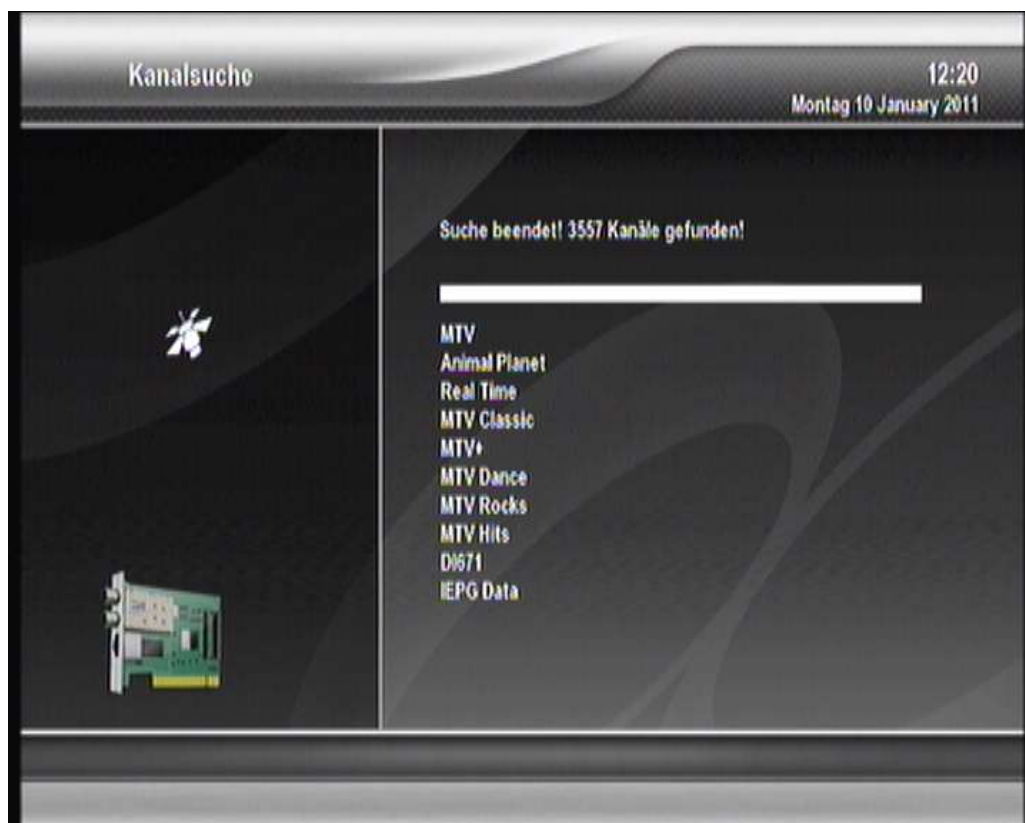 Kanalsuche
12:20
Montag 10 January 2011
Suche beendet! 3557 Kanäle gefunden!
MTV
Animal Planet
Real Time
MTV Classic
MTV+
MTV Dance
MTV Rocks
MTV Hits
DI671
IEPG Data